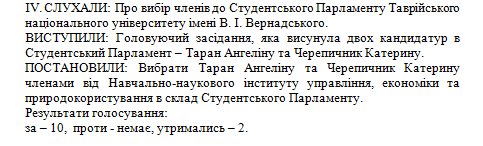 IV. СЛУХАЛИ: Про вибір членів до Студентського Парламенту Таврійського
національного університету імені В. І. Вернадського.
ВИСТУПИЛИ: Головуючий засідання, яка висунула двох кандидатур в
Студентський Парламент – Таран Ангеліну та Черепичник Катерину.
ПОСТАНОВИЛИ: Вибрати Таран Ангеліну та Черепичник Катерину
членами від Навчально-наукового інституту управління, економіки та
природокористування в склад Студентського Парламенту.
Результати голосування:
за – 10, проти - немає, утримались – 2.